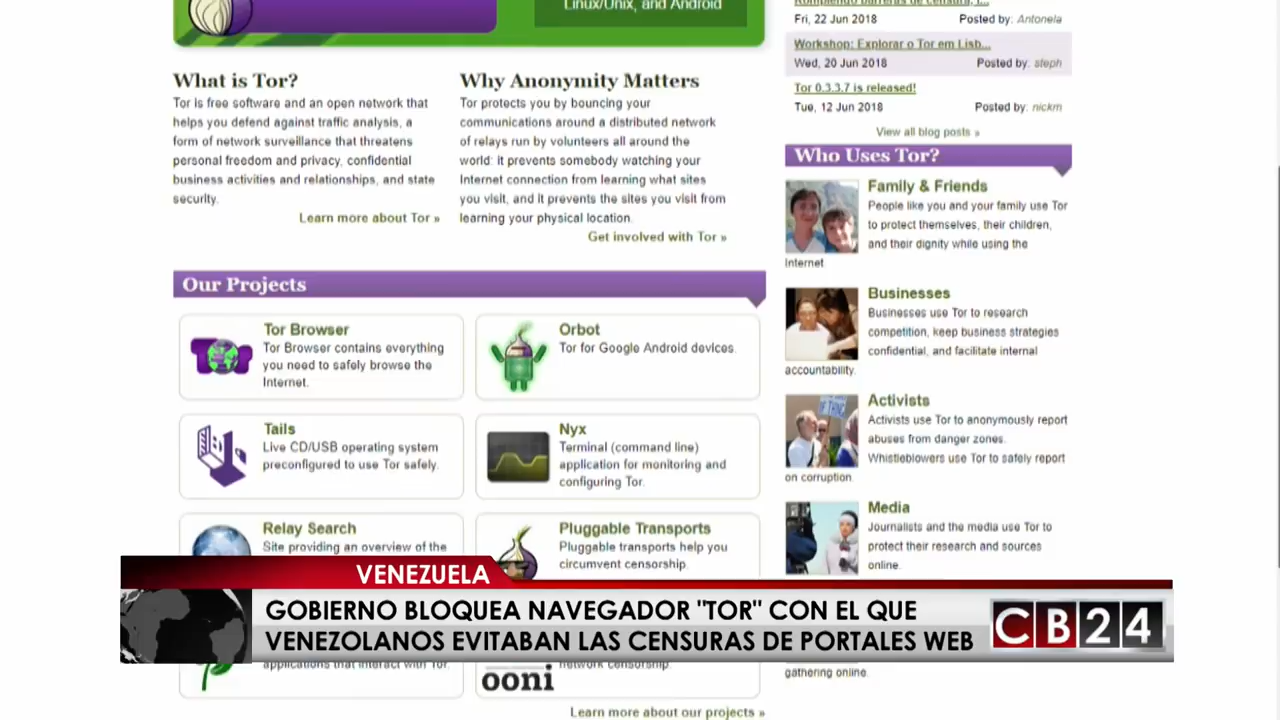 Linux/Unix, and Android
What is Tor?
Tor is free software and an open network that
helps you defend against traffic analysis, a
form of network surveillance that threatens
personal freedom and privacy, confidential
business activities and relationships, and state
security.
Learn more about Tor »
Why Anonymity Matters
Tor protects you by bouncing your
communications around a distributed network
of relays run by volunteers all around the
world: it prevents somebody watching your
Internet connection from learning what sites
you visit, and it prevents the sites you visit from
learning your physical location.
Get involved with Tor »
Our Projects
Tor Browser
Tor Browser contains everything
you need to safely browse the
Internet.
Orbot
Tor for Google Android devices.
Tails
Live CD/USB operating system
preconfigured to use Tor safely.
Nyx
Terminal (command line)
application for monitoring and
configuring Tor.
Relay Search
Site providing an overview of the
Pluggable Transports
Pluggable transports help you
circumvent censorship.
applications that interact with Tor.
ooni
network censorship.
Learn more about our projects »
Rompiendo barreras de censura, i...
Fri, 22 Jun 2018 Posted by: Antonela
Workshop: Explorar o Tor em Lisb...
Wed, 20 Jun 2018 Posted by: steph
Tor 0.3.3.7 is released!
Tue, 12 Jun 2018 Posted by: nickm
View all blog posts »
Who Uses Tor?
Family & Friends
People like you and your family use Tor
to protect themselves, their children,
and their dignity while using the
Internet
Businesses
Businesses use Tor to research
competition, keep business strategies
confidential, and facilitate internal
accountability.
Activists
Activists use Tor to anonymously report
abuses from danger zones.
Whistleblowers use Tor to safely report
on corruption
Media
Journalists and the media use Tor to
protect their research and sources
online.
gathering online.
VENEZUELA
GOBIERNO BLOQUEA NAVEGADOR "TOR" CON EL QUE
VENEZOLANOS EVITABAN LAS CENSURAS DE PORTALES WEB
CB24